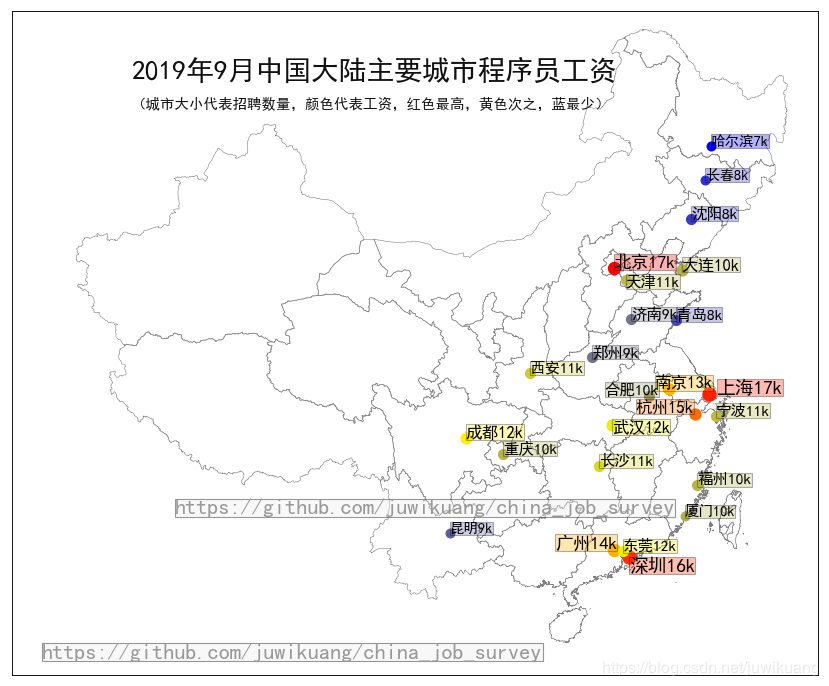 2019年9月中国大陆主要城市程序员工资
(城市大小代表招聘数量，颜色代表工资，红色最高，黄色次之，蓝最少)
哈尔滨7k
长春8k
沈阳8k
北京17k
大连10k
天津11k
济南9k
青岛8k
郑州9k
西安11k
南京13k
上海17k
合肥10k
杭州15k
宁波11k
成都12k
武汉12k
重庆10k
长沙11k
福州10k
https://github.com/juwikuang/china_job_survey
厦门10k
昆明9k
广州14k
东莞12k
深圳16k
https://github.com/juwikuang/china_job_survey
https://blog.csdn.net/juwikuang